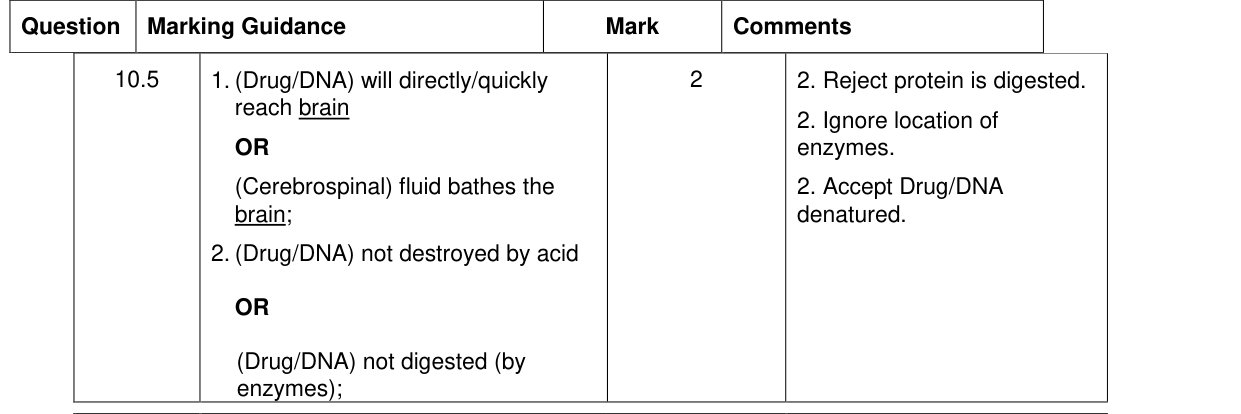 Question Marking Guidance Mark Comments
10.5
1. (Drug/DNA) will directly/quickly
reach brain
OR
(Cerebrospinal) fluid bathes the
brain;
2. (Drug/DNA) not destroyed by acid
OR
(Drug/DNA) not digested (by
enzymes);
2
2. Reject protein is digested.
2. Ignore location of
enzymes.
2. Accept Drug/DNA
denatured.